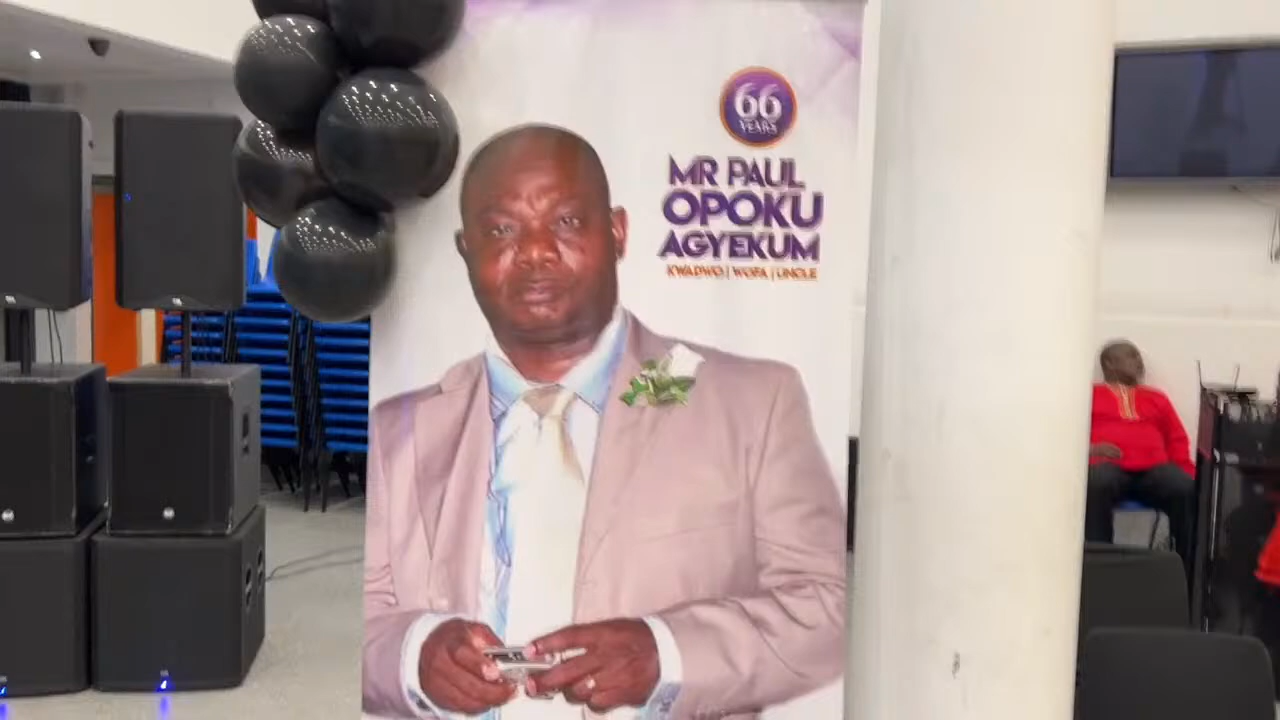 66
YEARS
MR PAUL
OPOKU
AGYEKUM
KWADWO | WOFA | UNCLE